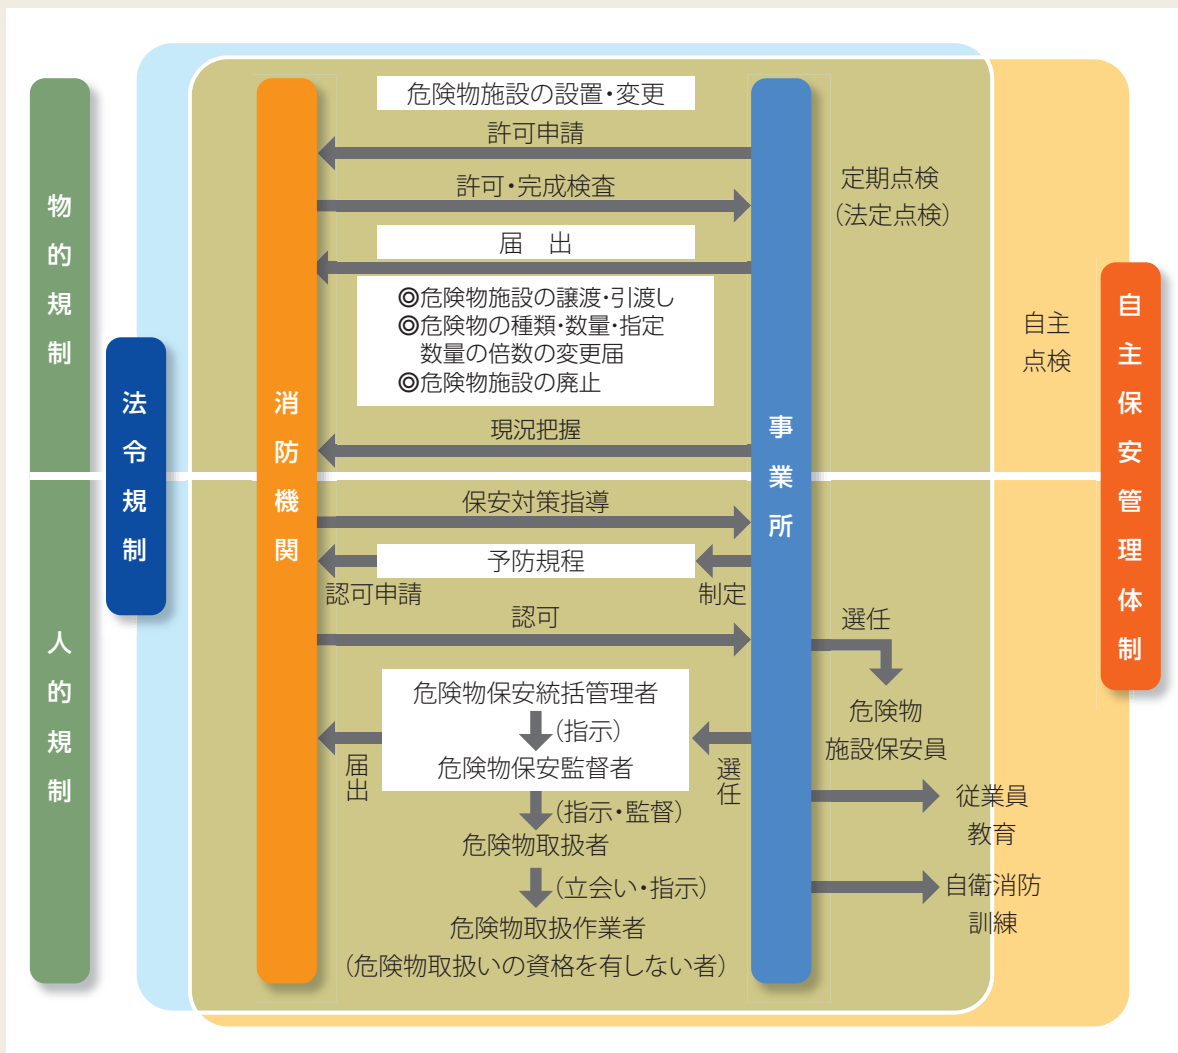 物的規制
人的規制
法令規制
消防機関
事業所
自主保安管理体制
危険物施設の設置・変更
許可申請
許可・完成検査
届　出
◎危険物施設の譲渡・引渡し
◎危険物の種類・数量・指定
数量の倍数の変更届
◎危険物施設の廃止
現況把握
定期点検
（法定点検）
自主
点検
保安対策指導
予防規程
認可申請
制定
認可
選任
危険物
施設保安員
危険物保安統括管理者
（指示）
危険物保安監督者
届出
選任
（指示・監督）
危険物取扱者
（立会い・指示）
危険物取扱作業者
（危険物取扱いの資格を有しない者）
従業員
教育
自衛消防
訓練